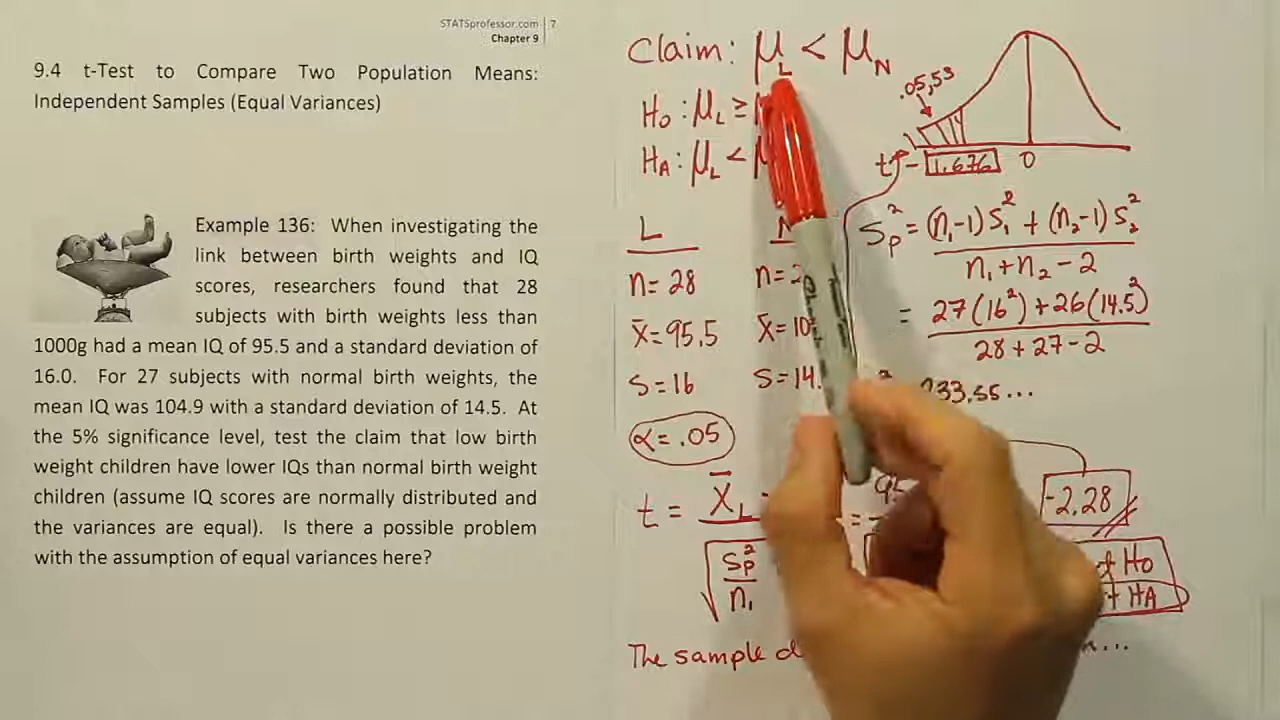 STATSprofessor.com | 7
Chapter 9
9.4 t-Test to Compare Two Population Means:
Independent Samples (Equal Variances)
Example 136: When investigating the
link between birth weights and IQ
scores, researchers found that 28
subjects with birth weights less than
1000g had a mean IQ of 95.5 and a standard deviation of
16.0. For 27 subjects with normal birth weights, the
mean IQ was 104.9 with a standard deviation of 14.5. At
the 5% significance level, test the claim that low birth
weight children have lower IQs than normal birth weight
children (assume IQ scores are normally distributed and
the variances are equal). Is there a possible problem
with the assumption of equal variances here?
Claim: μL < μN
H0: μL ≥ μ
HA: μL < μ
.05,53
t = -1.676 0
L
n = 28
x̄ = 95.5
s = 16
α = .05
n = 2
x̄ = 10
s = 14.
Sp² = (n₁-1)S₁² + (n₂-1)S₂²
n₁ + n₂ - 2
= 27(16²) + 26(14.5²)
28 + 27 - 2
233.55...
t = x̄L -
Sp²
n₁
= 95
-2.28
H0
HA
The sample d